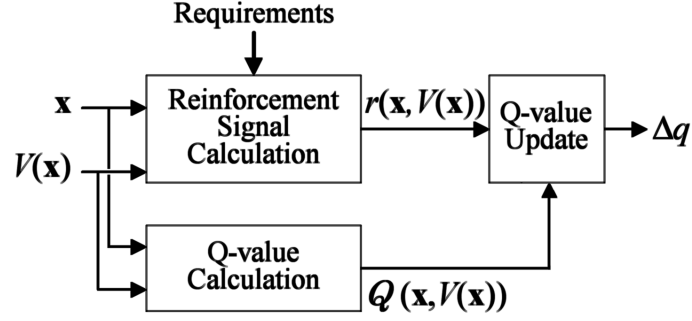 Requirements
x
Reinforcement
Signal
Calculation
r(x,V(x))
Q-value
Update
Δq
V(x)
Q-value
Calculation
Q (x,V(x))